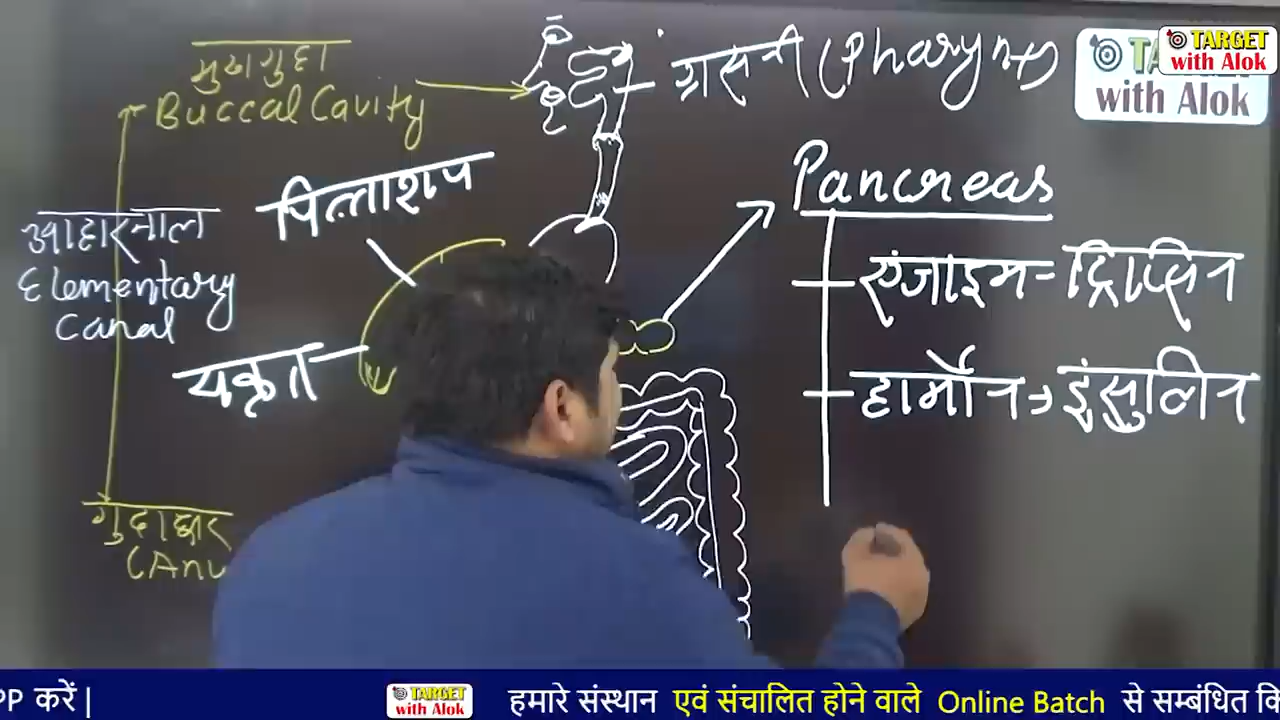 मुखगुहा
Buccal Cavity
ग्रसनी (Pharynx)
TARGET
with Alok
with Alok
पित्ताशय
Pancreas
आहारनाल
Elementary
Canal
एंजाइम = ट्रिप्सिन
यकृत
हार्मोन → इंसुलिन
गुदाद्वार
(Anu
PP करें |
TARGET
with Alok
हमारे संस्थान एवं संचालित होने वाले Online Batch से सम्बंधित